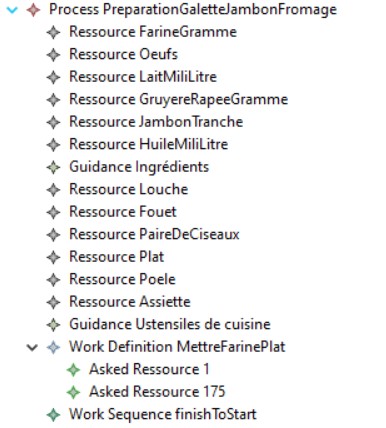 Process PreparationGaletteJambonFromage
Ressource FarineGramme
Ressource Oeufs
Ressource LaitMiliLitre
Ressource GruyereRapeeGramme
Ressource JambonTranche
Ressource HuileMiliLitre
Guidance Ingrédients
Ressource Louche
Ressource Fouet
Ressource PaireDeCiseaux
Ressource Plat
Ressource Poele
Ressource Assiette
Guidance Ustensiles de cuisine
Work Definition MettreFarinePlat
Asked Ressource 1
Asked Ressource 175
Work Sequence finishToStart